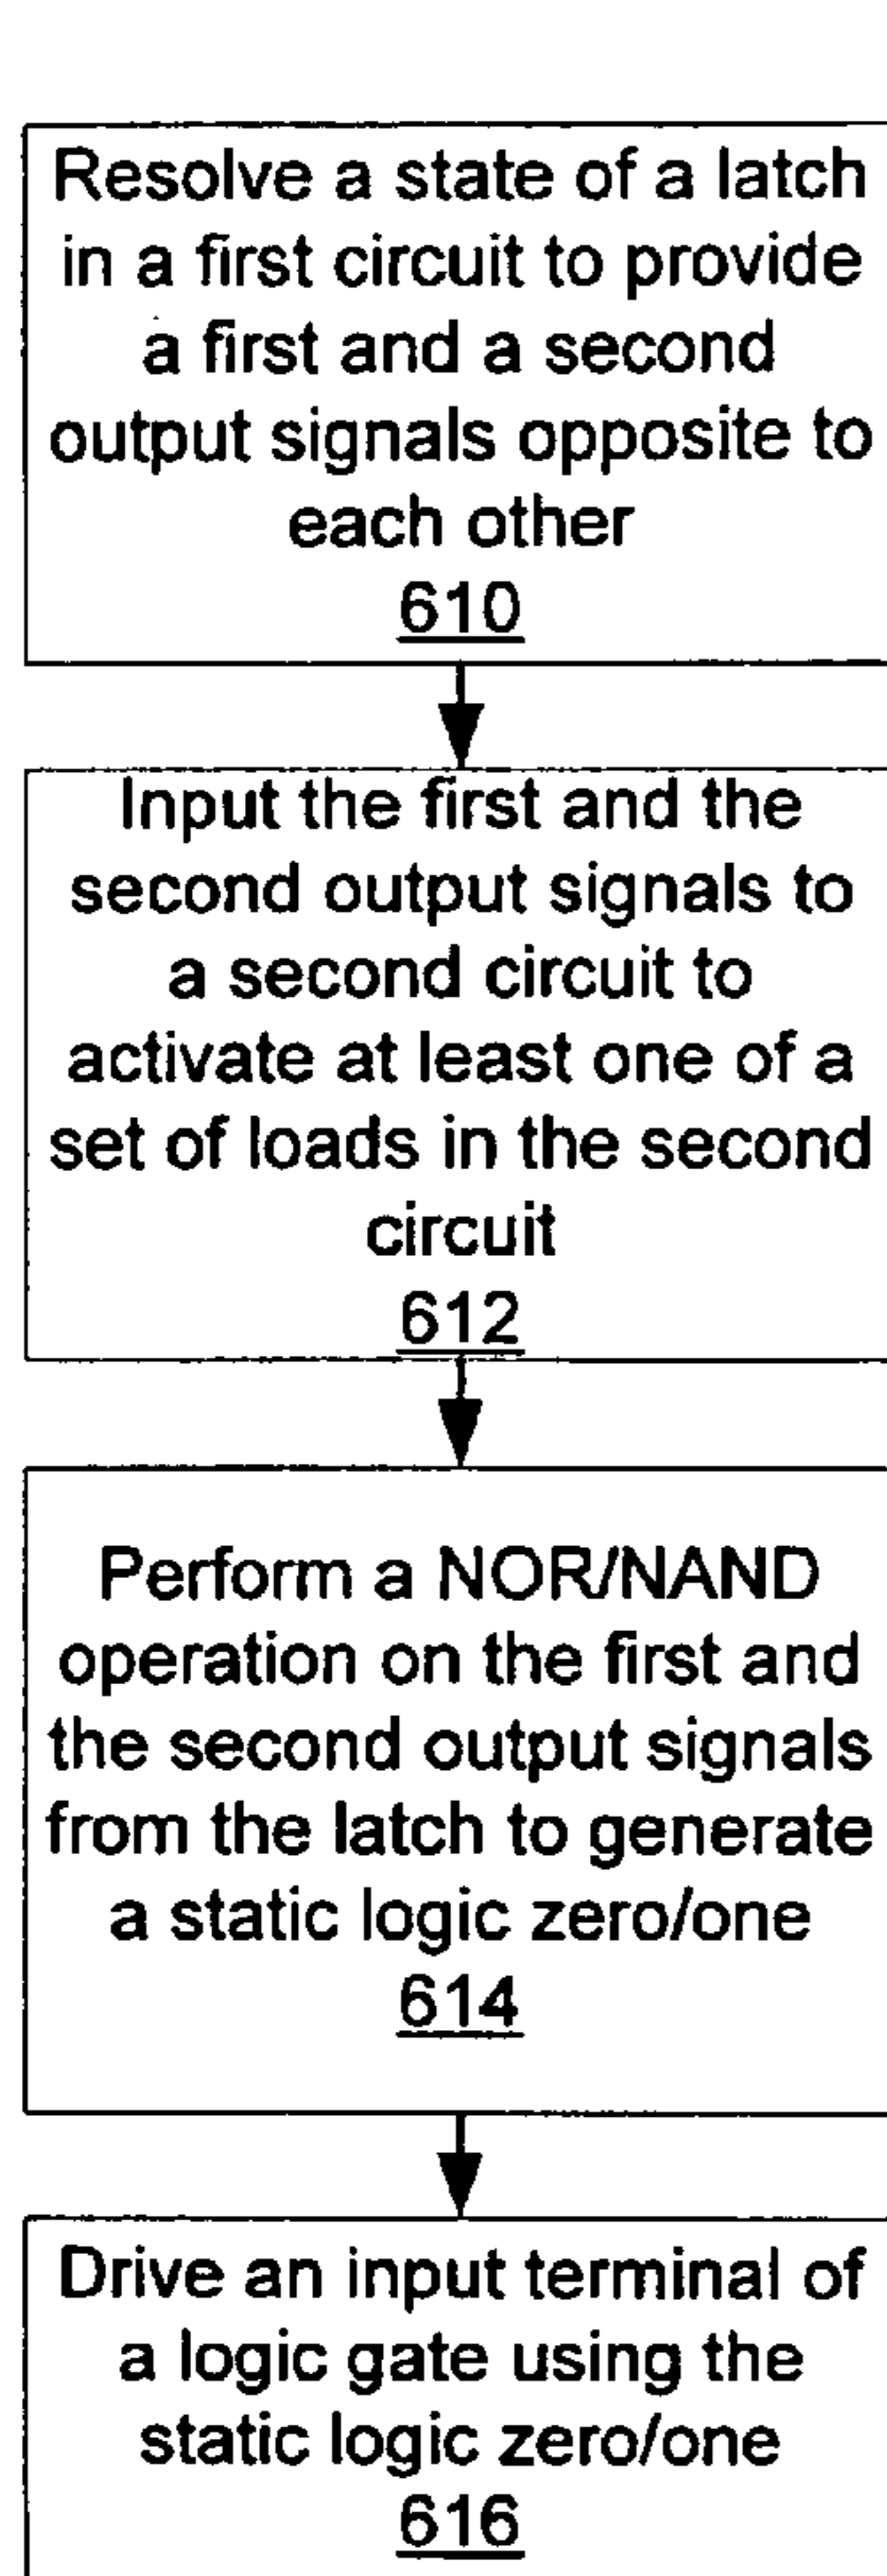 Resolve a state of a latch
in a first circuit to provide
a first and a second
output signals opposite to
each other
610
Input the first and the
second output signals to
a second circuit to
activate at least one of a
set of loads in the second
circuit
612
Perform a NOR/NAND
operation on the first and
the second output signals
from the latch to generate
a static logic zero/one
614
Drive an input terminal of
a logic gate using the
static logic zero/one
616